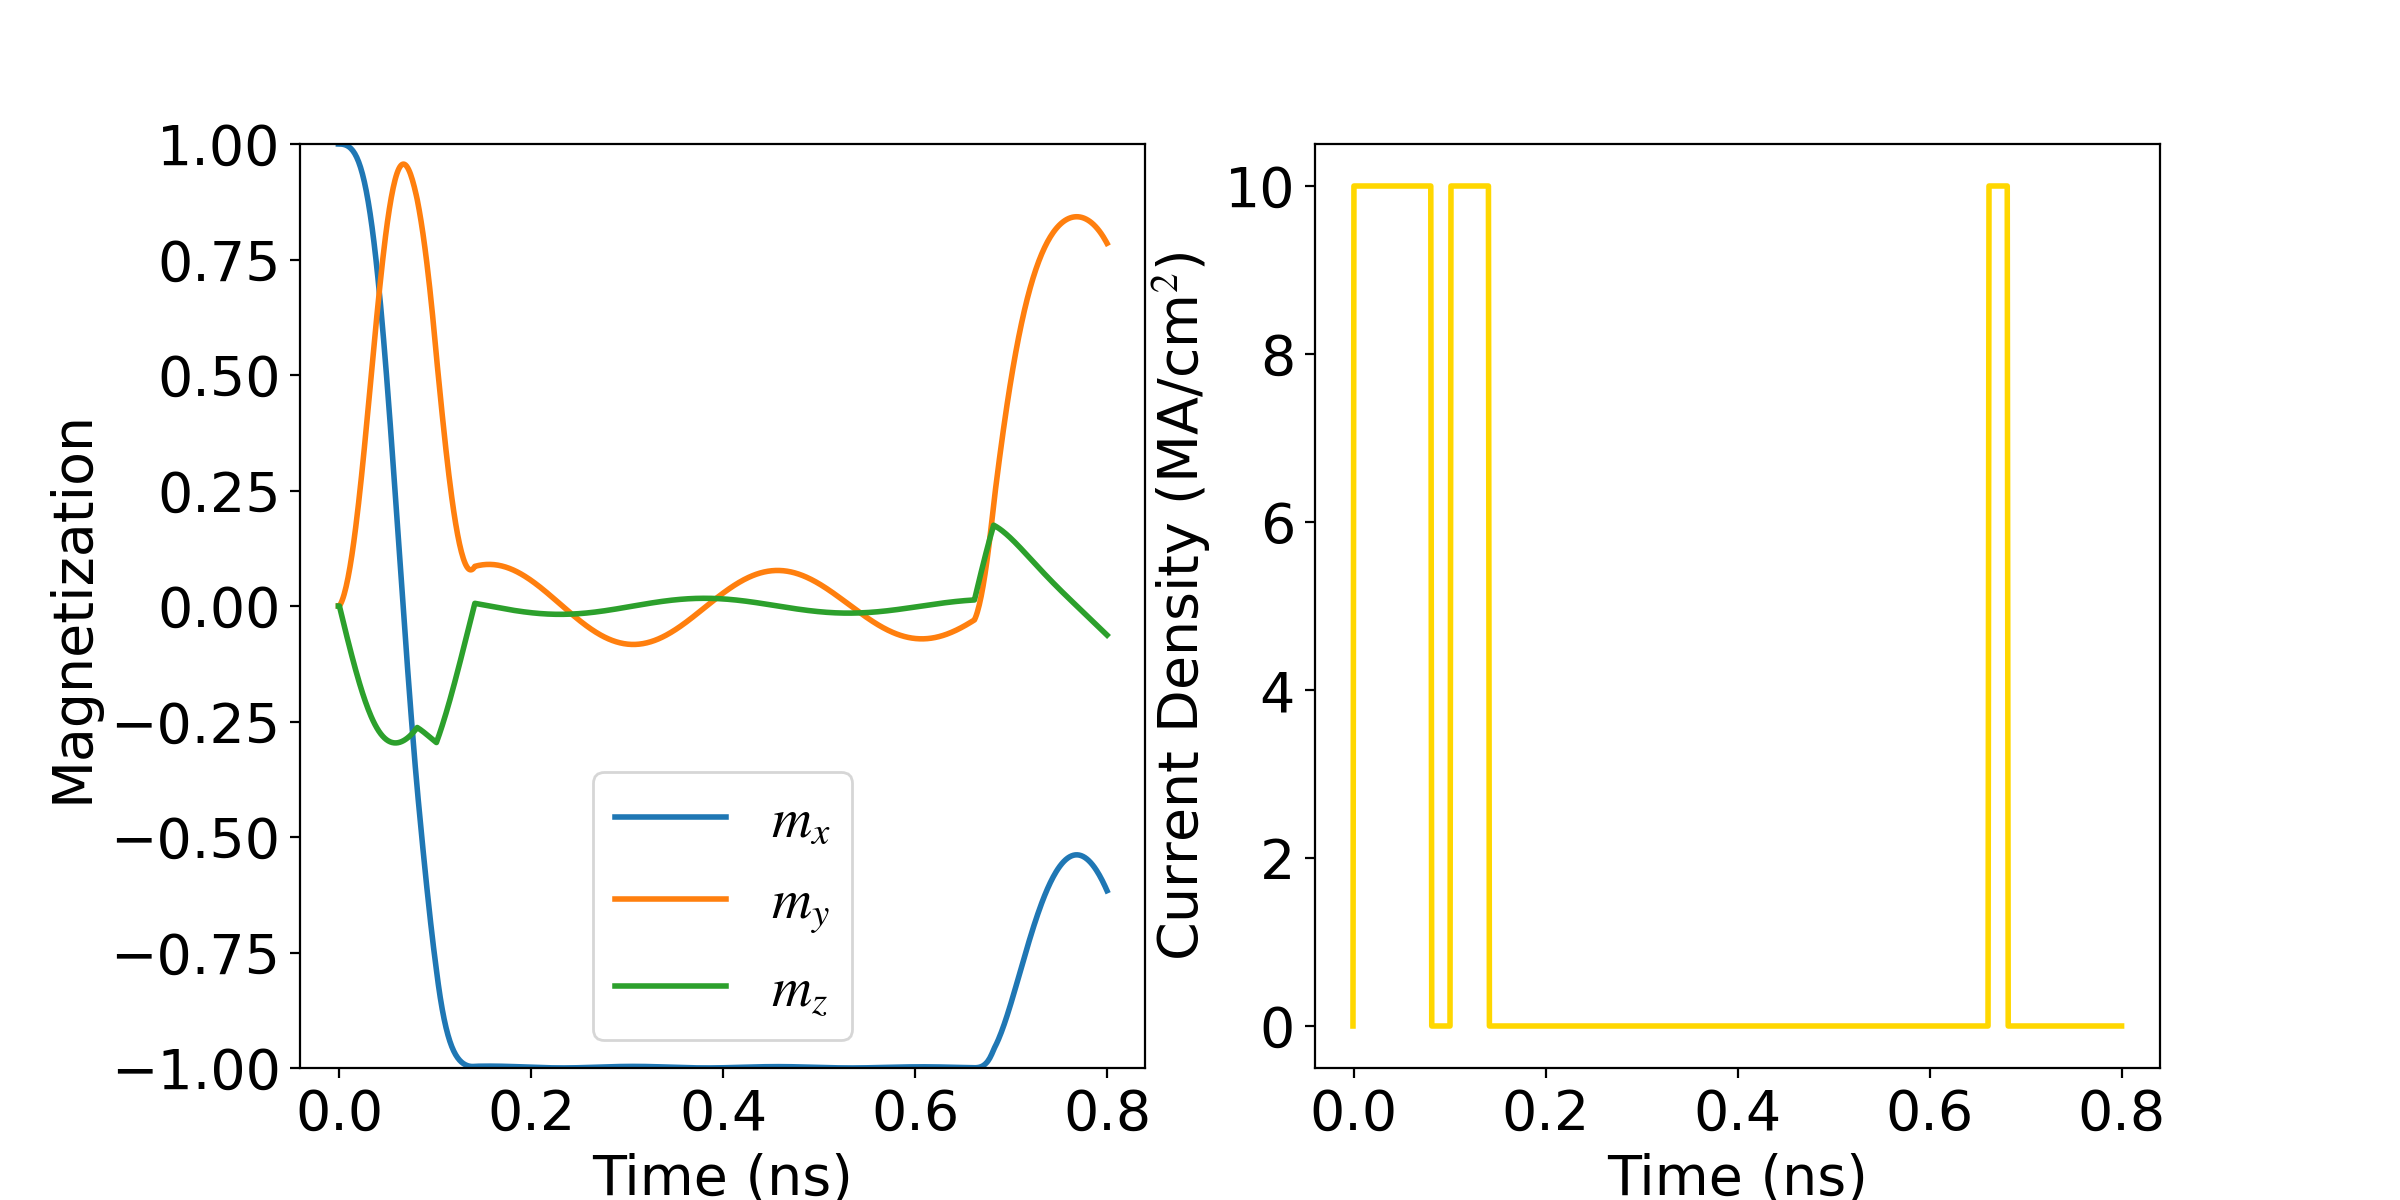 Magnetization
1.00
0.75
0.50
0.25
0.00
−0.25
−0.50
−0.75
−1.00
0.0 0.2 0.4 0.6 0.8
Time (ns)
m_x
m_y
m_z
Current Density (MA/cm²)
10
8
6
4
2
0
0.0 0.2 0.4 0.6 0.8
Time (ns)